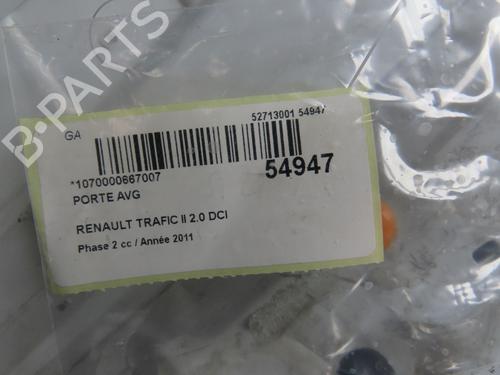 B-PARTS
GA
52713001 54947
*1070000667007
54947
PORTE AVG
RENAULT TRAFIC II 2.0 DCI
Phase 2 cc / Année 2011